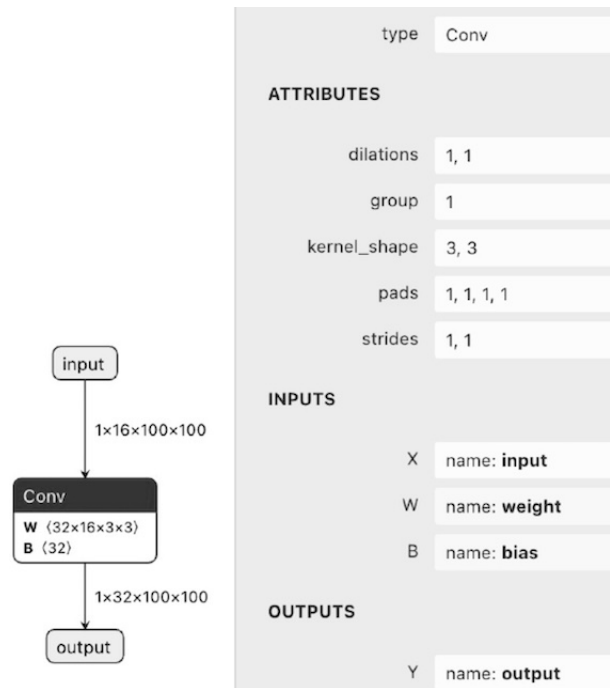 input
1×16×100×100
Conv
W ⟨32×16×3×3⟩
B ⟨32⟩
1×32×100×100
output
type Conv
ATTRIBUTES
dilations 1, 1
group 1
kernel_shape 3, 3
pads 1, 1, 1, 1
strides 1, 1
INPUTS
X name: input
W name: weight
B name: bias
OUTPUTS
Y name: output